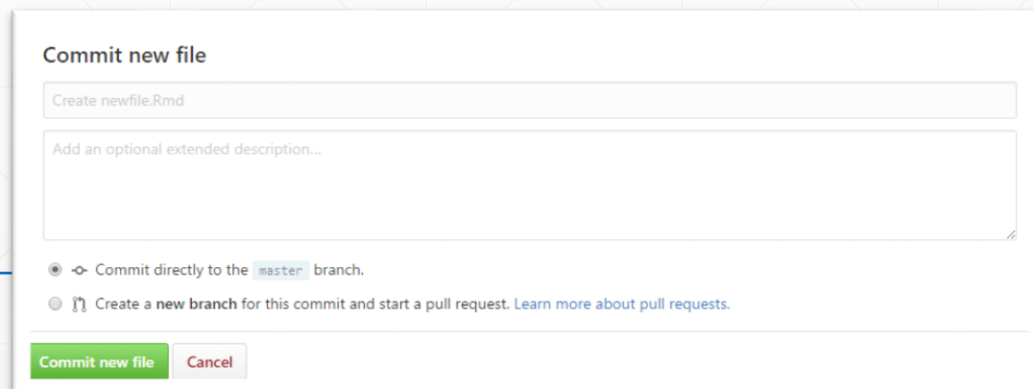 Commit new file
Create newfile.Rmd
Add an optional extended description...
Commit directly to the master branch.
Create a new branch for this commit and start a pull request. Learn more about pull requests.
Commit new file Cancel